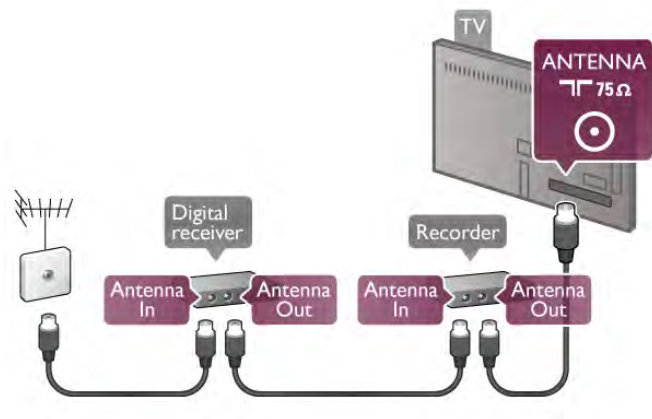 TV
ANTENNA
75Ω
Digital
receiver
Recorder
Antenna
In
Antenna
Out
Antenna
In
Antenna
Out